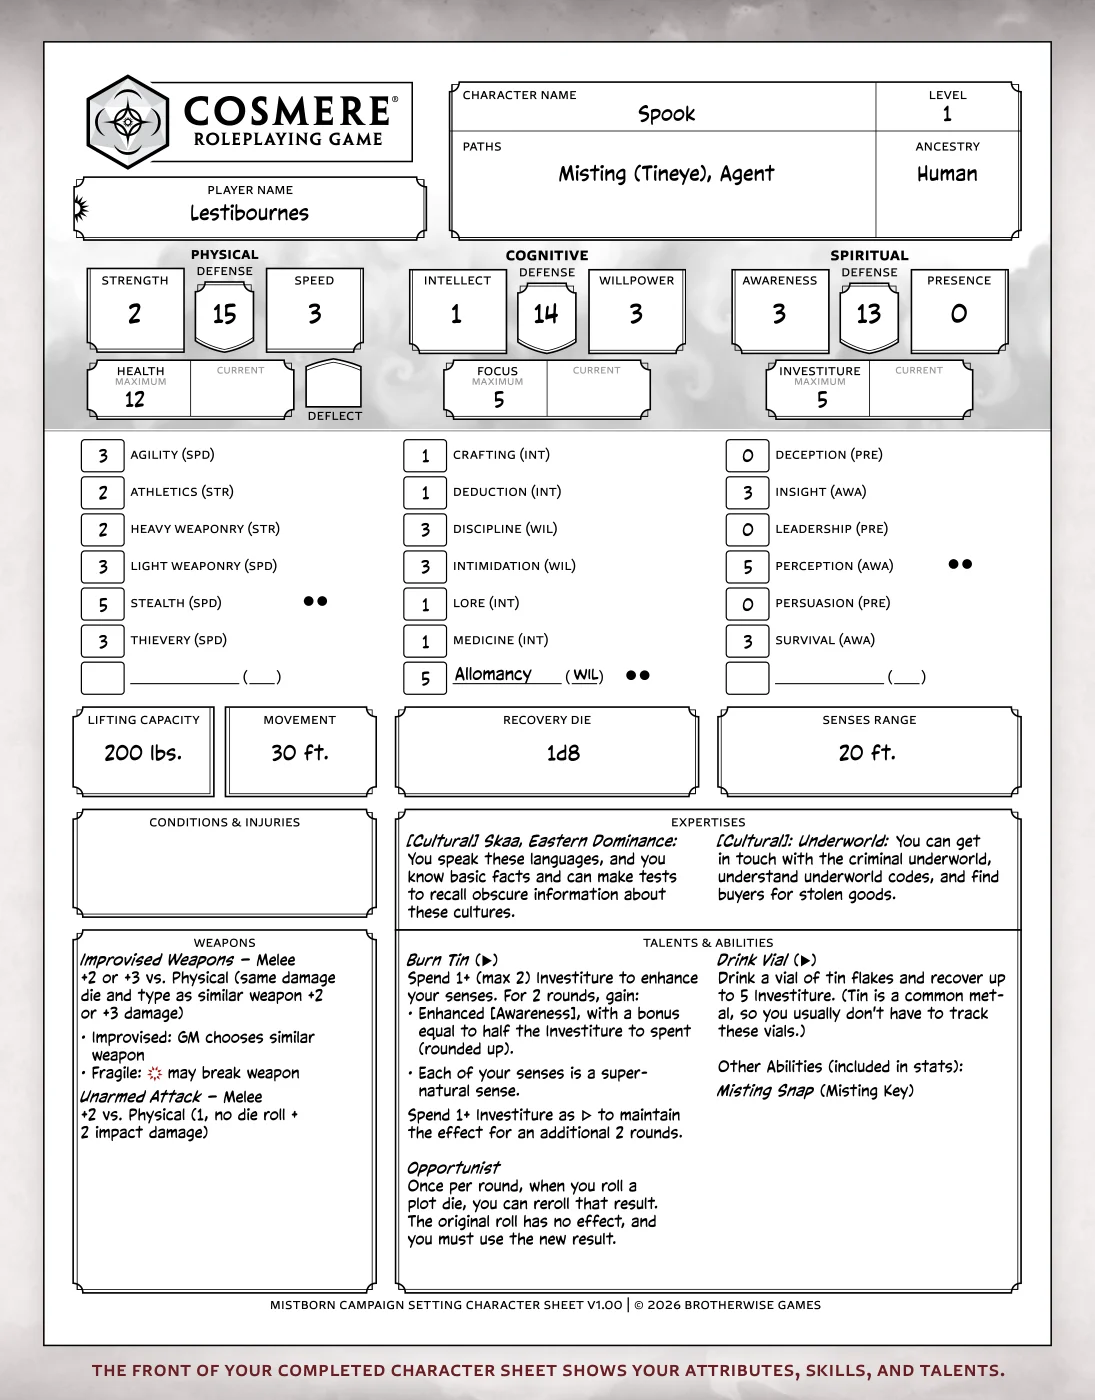 COSMERE®
ROLEPLAYING GAME
CHARACTER NAME
Spook
LEVEL
1
PATHS
Misting (Tineye), Agent
ANCESTRY
Human
PLAYER NAME
Lestibournes
PHYSICAL
COGNITIVE
SPIRITUAL
STRENGTH
2
DEFENSE
15
SPEED
3
INTELLECT
1
DEFENSE
14
WILLPOWER
3
AWARENESS
3
DEFENSE
13
PRESENCE
0
HEALTH
MAXIMUM
12
CURRENT
DEFLECT
FOCUS
MAXIMUM
5
CURRENT
INVESTITURE
MAXIMUM
5
CURRENT
3 AGILITY (SPD)
2 ATHLETICS (STR)
2 HEAVY WEAPONRY (STR)
3 LIGHT WEAPONRY (SPD)
5 STEALTH (SPD) ●●
3 THIEVERY (SPD)
___________ (___)
1 CRAFTING (INT)
1 DEDUCTION (INT)
3 DISCIPLINE (WIL)
3 INTIMIDATION (WIL)
1 LORE (INT)
1 MEDICINE (INT)
5 Allomancy (WIL) ●●
0 DECEPTION (PRE)
3 INSIGHT (AWA)
0 LEADERSHIP (PRE)
5 PERCEPTION (AWA) ●●
0 PERSUASION (PRE)
3 SURVIVAL (AWA)
___________ (___)
LIFTING CAPACITY
200 lbs.
MOVEMENT
30 ft.
RECOVERY DIE
1d8
SENSES RANGE
20 ft.
CONDITIONS & INJURIES
EXPERTISES
[Cultural] Skaa, Eastern Dominance:
You speak these languages, and you
know basic facts and can make tests
to recall obscure information about
these cultures.
[Cultural]: Underworld: You can get
in touch with the criminal underworld,
understand underworld codes, and find
buyers for stolen goods.
WEAPONS
Improvised Weapons – Melee
+2 or +3 vs. Physical (same damage
die and type as similar weapon +2
or +3 damage)
• Improvised: GM chooses similar
weapon
• Fragile: may break weapon
Unarmed Attack – Melee
+2 vs. Physical (1, no die roll +
2 impact damage)
TALENTS & ABILITIES
Burn Tin (▶)
Spend 1+ (max 2) Investiture to enhance
your senses. For 2 rounds, gain:
• Enhanced [Awareness], with a bonus
equal to half the Investiture to spent
(rounded up).
• Each of your senses is a super-
natural sense.
Spend 1+ Investiture as ▷ to maintain
the effect for an additional 2 rounds.
Opportunist
Once per round, when you roll a
plot die, you can reroll that result.
The original roll has no effect, and
you must use the new result.
Drink Vial (▶)
Drink a vial of tin flakes and recover up
to 5 Investiture. (Tin is a common met-
al, so you usually don't have to track
these vials.)
Other Abilities (included in stats):
Misting Snap (Misting Key)
MISTBORN CAMPAIGN SETTING CHARACTER SHEET V1.00 | © 2026 BROTHERWISE GAMES
THE FRONT OF YOUR COMPLETED CHARACTER SHEET SHOWS YOUR ATTRIBUTES, SKILLS, AND TALENTS.